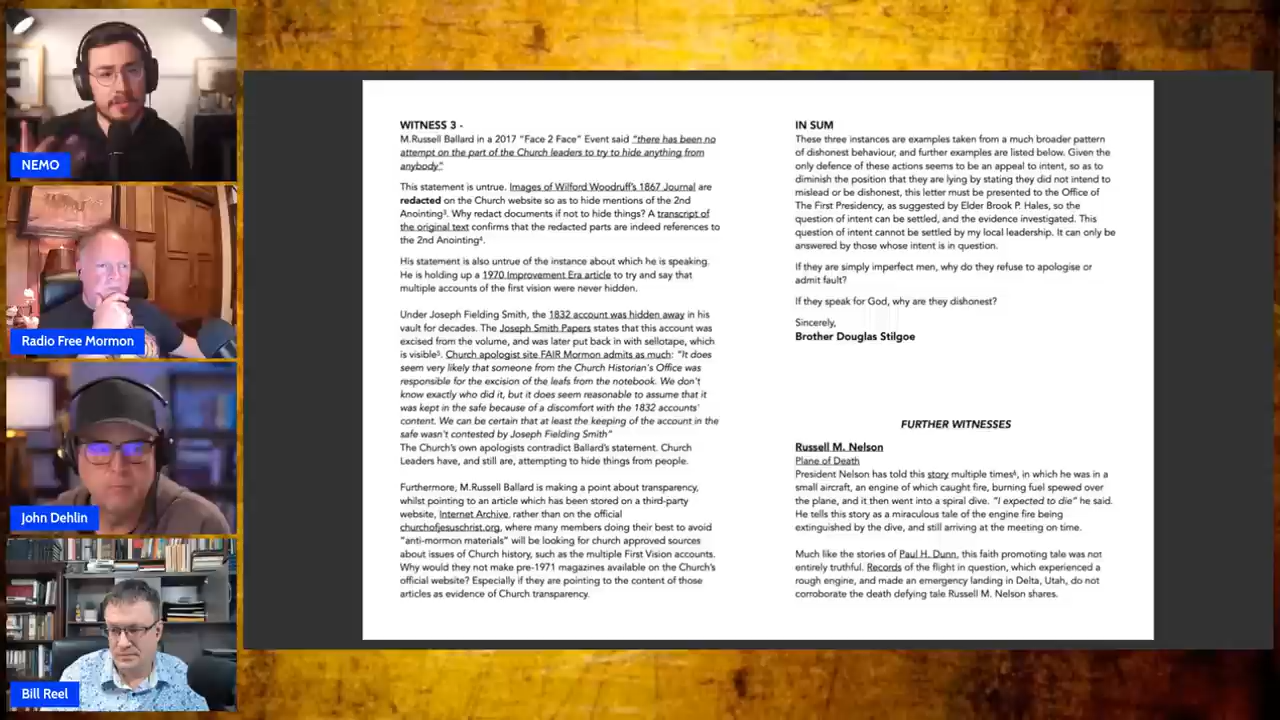 NEMO
Radio Free Mormon
John Dehlin
Bill Reel
WITNESS 3 -
M.Russell Ballard in a 2017 “Face 2 Face” Event said “there has been no
attempt on the part of the Church leaders to try to hide anything from
anybody”
This statement is untrue. Images of Wilford Woodruff’s 1867 Journal are
redacted on the Church website so as to hide mentions of the 2nd
Anointing³. Why redact documents if not to hide things? A transcript of
the original text confirms that the redacted parts are indeed references to
the 2nd Anointing⁴.
His statement is also untrue of the instance about which he is speaking.
He is holding up a 1970 Improvement Era article to try and say that
multiple accounts of the first vision were never hidden.
Under Joseph Fielding Smith, the 1832 account was hidden away in his
vault for decades. The Joseph Smith Papers states that this account was
excised from the volume, and was later put back in with sellotape, which
is visible⁵. Church apologist site FAIR Mormon admits as much: “It does
seem very likely that someone from the Church Historian’s Office was
responsible for the excision of the leafs from the notebook. We don’t
know exactly who did it, but it does seem reasonable to assume that it
was kept in the safe because of a discomfort with the 1832 accounts’
content. We can be certain that at least the keeping of the account in the
safe wasn’t contested by Joseph Fielding Smith”
The Church’s own apologists contradict Ballard’s statement. Church
Leaders have, and still are, attempting to hide things from people.
Furthermore, M.Russell Ballard is making a point about transparency,
whilst pointing to an article which has been stored on a third-party
website, Internet Archive, rather than on the official
churchofjesuschrist.org, where many members doing their best to avoid
“anti-mormon materials” will be looking for church approved sources
about issues of Church history, such as the multiple First Vision accounts.
Why would they not make pre-1971 magazines available on the Church’s
official website? Especially if they are pointing to the content of those
articles as evidence of Church transparency.
IN SUM
These three instances are examples taken from a much broader pattern
of dishonest behaviour, and further examples are listed below. Given the
only defence of these actions seems to be an appeal to intent, so as to
diminish the position that they are lying by stating they did not intend to
mislead or be dishonest, this letter must be presented to the Office of
The First Presidency, as suggested by Elder Brook P. Hales, so the
question of intent can be settled, and the evidence investigated. This
question of intent cannot be settled by my local leadership. It can only be
answered by those whose intent is in question.
If they are simply imperfect men, why do they refuse to apologise or
admit fault?
If they speak for God, why are they dishonest?
Sincerely,
Brother Douglas Stilgoe
FURTHER WITNESSES
Russell M. Nelson
Plane of Death
President Nelson has told this story multiple times⁶, in which he was in a
small aircraft, an engine of which caught fire, burning fuel spewed over
the plane, and it then went into a spiral dive. “I expected to die” he said.
He tells this story as a miraculous tale of the engine fire being
extinguished by the dive, and still arriving at the meeting on time.
Much like the stories of Paul H. Dunn, this faith promoting tale was not
entirely truthful. Records of the flight in question, which experienced a
rough engine, and made an emergency landing in Delta, Utah, do not
corroborate the death defying tale Russell M. Nelson shares.